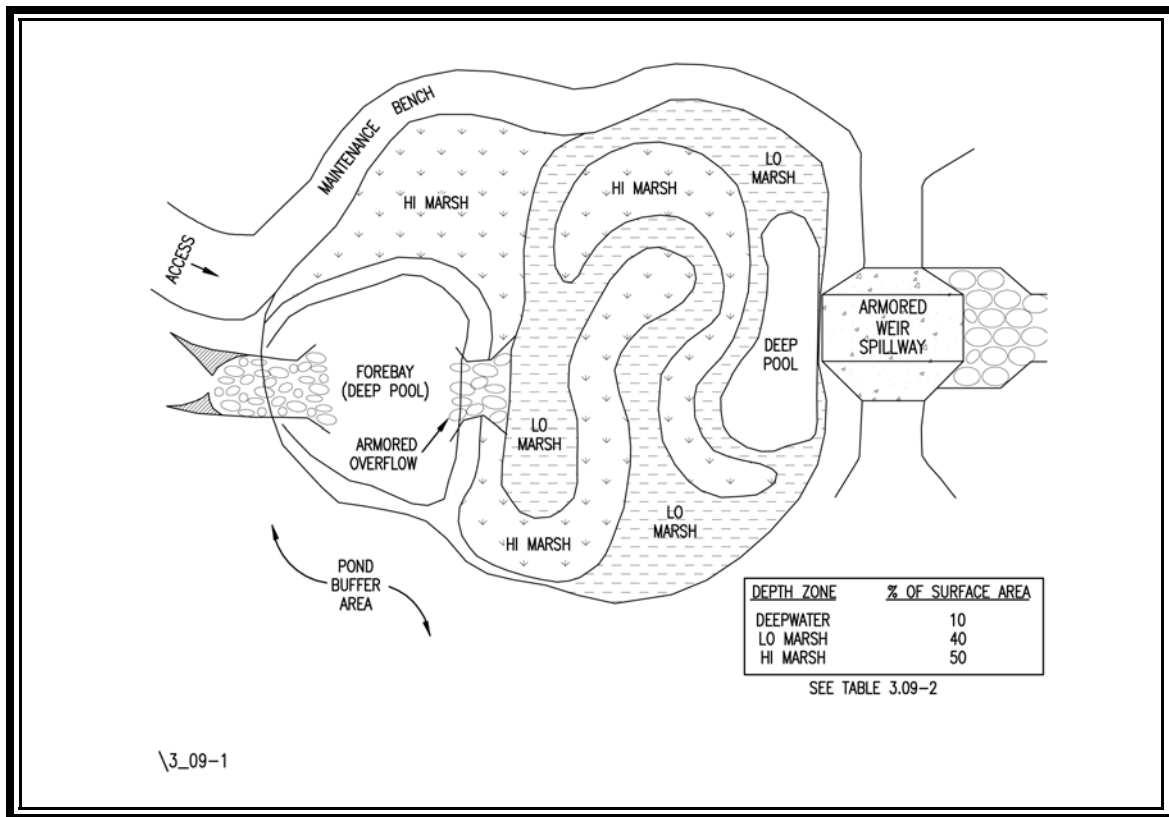 MAINTENANCE BENCH
ACCESS
HI MARSH
HI MARSH
LO
MARSH
FOREBAY
(DEEP POOL)
ARMORED
OVERFLOW
LO
MARSH
DEEP
POOL
ARMORED
WEIR
SPILLWAY
HI MARSH
LO
MARSH
POND
BUFFER
AREA
DEPTH ZONE % OF SURFACE AREA
DEEPWATER 10
LO MARSH 40
HI MARSH 50
SEE TABLE 3.09-2
\3_09-1